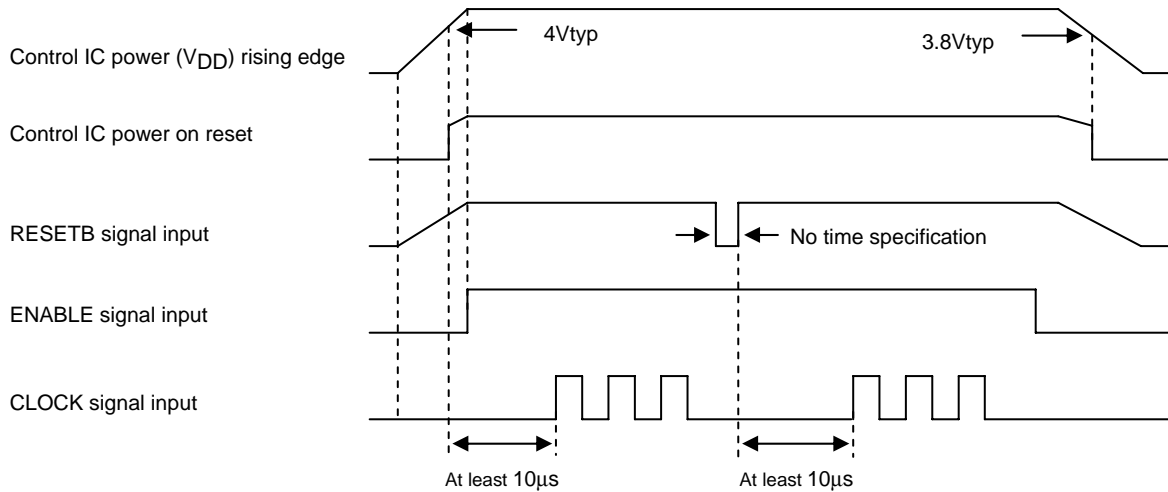 4Vtyp
3.8Vtyp
Control IC power (VDD) rising edge
Control IC power on reset
RESETB signal input
No time specification
ENABLE signal input
CLOCK signal input
At least 10μs
At least 10μs